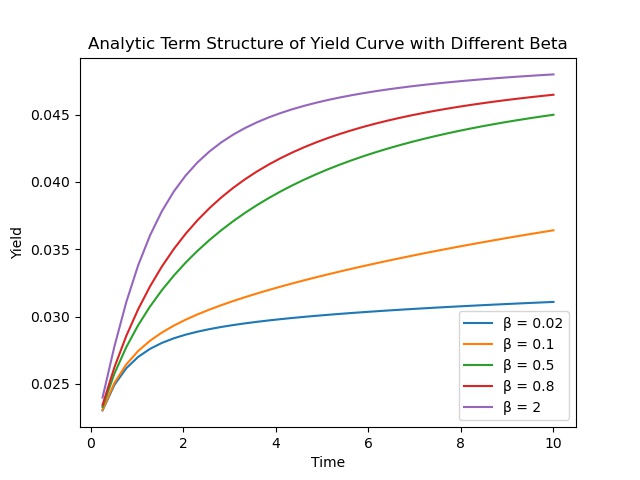 Analytic Term Structure of Yield Curve with Different Beta
Yield
0.045
0.040
0.035
0.030
0.025
β = 0.02
β = 0.1
β = 0.5
β = 0.8
β = 2
0 2 4 6 8 10
Time